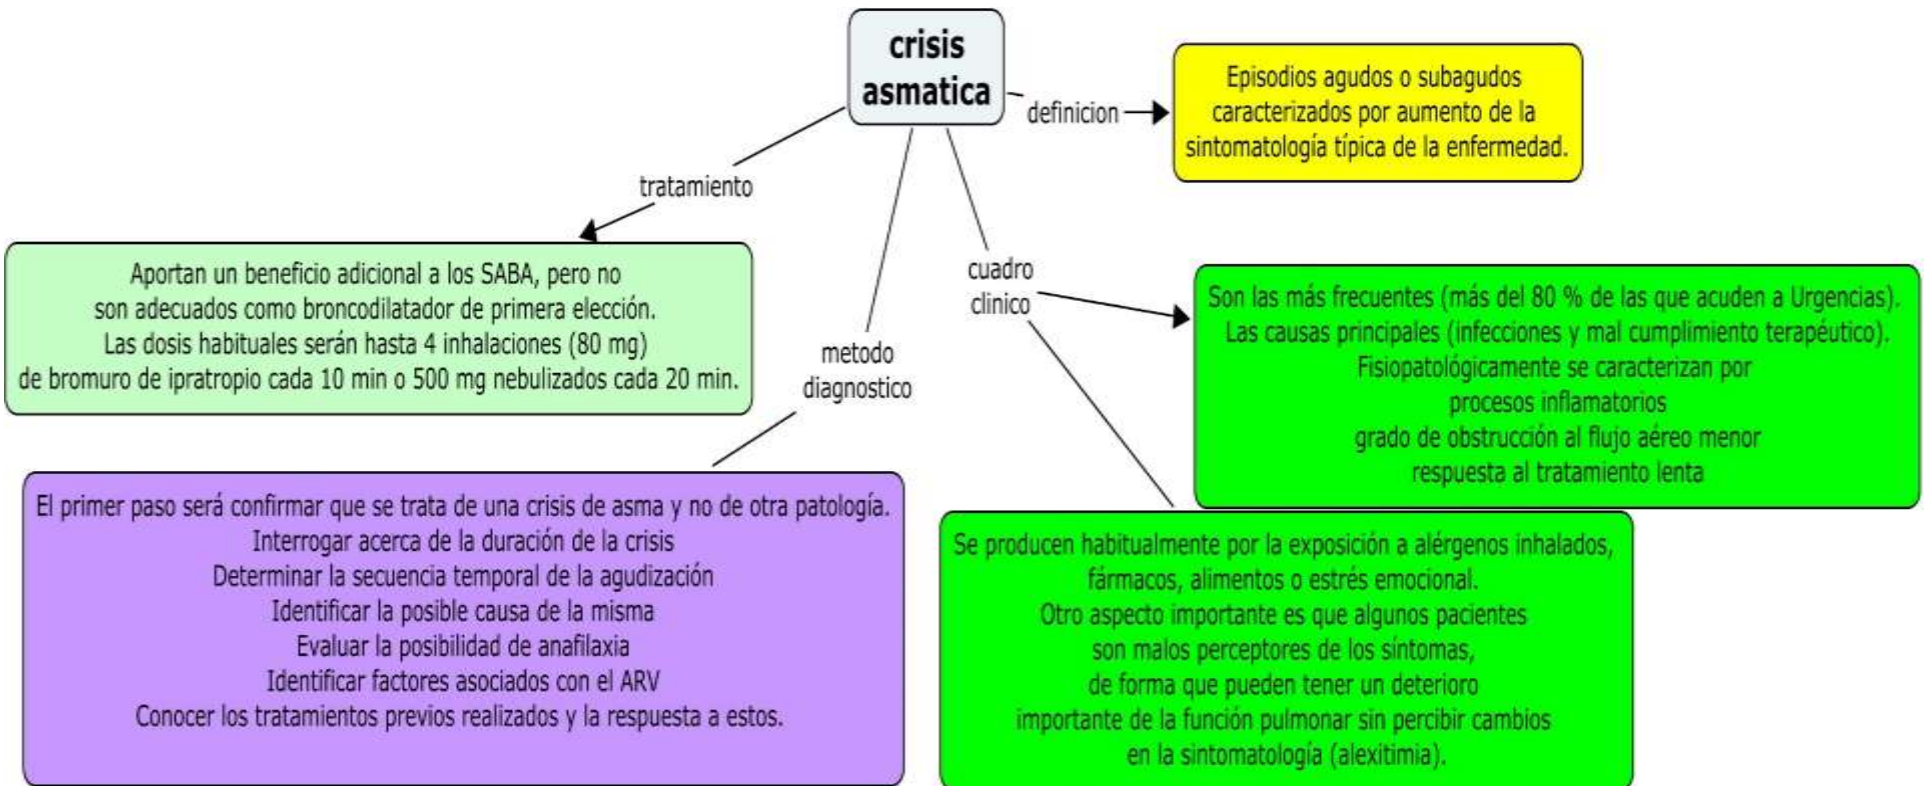 crisis
asmatica
definicion
Episodios agudos o subagudos
caracterizados por aumento de la
sintomatología típica de la enfermedad.
tratamiento
Aportan un beneficio adicional a los SABA, pero no
son adecuados como broncodilatador de primera elección.
Las dosis habituales serán hasta 4 inhalaciones (80 mg)
de bromuro de ipratropio cada 10 min o 500 mg nebulizados cada 20 min.
cuadro
clinico
Son las más frecuentes (más del 80 % de las que acuden a Urgencias).
Las causas principales (infecciones y mal cumplimiento terapéutico).
Fisiopatológicamente se caracterizan por
procesos inflamatorios
grado de obstrucción al flujo aéreo menor
respuesta al tratamiento lenta
metodo
diagnostico
El primer paso será confirmar que se trata de una crisis de asma y no de otra patología.
Interrogar acerca de la duración de la crisis
Determinar la secuencia temporal de la agudización
Identificar la posible causa de la misma
Evaluar la posibilidad de anafilaxia
Identificar factores asociados con el ARV
Conocer los tratamientos previos realizados y la respuesta a estos.
Se producen habitualmente por la exposición a alérgenos inhalados,
fármacos, alimentos o estrés emocional.
Otro aspecto importante es que algunos pacientes
son malos perceptores de los síntomas,
de forma que pueden tener un deterioro
importante de la función pulmonar sin percibir cambios
en la sintomatología (alexitimia).